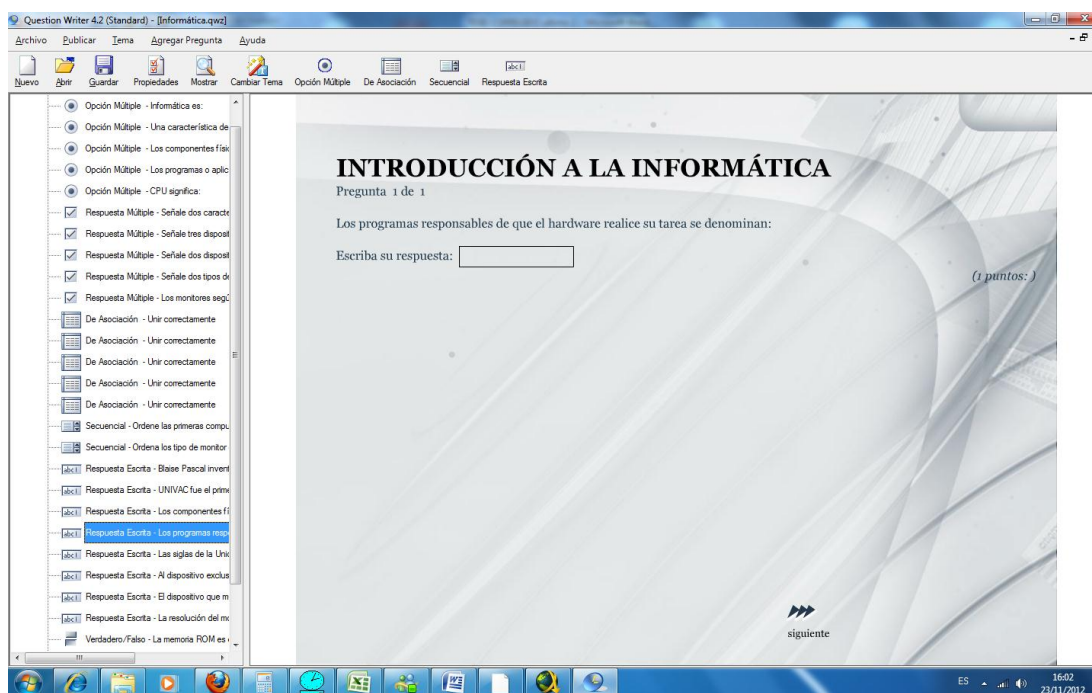 Question Writer 4.2 (Standard) - [Informática.qwz]
Archivo Publicar Tema Agregar Pregunta Ayuda
Nuevo Abrir Guardar Propiedades Mostrar Cambiar Tema Opción Múltiple De Asociación Secuencial Respuesta Escrita
Opción Múltiple - Informática es:
Opción Múltiple - Una característica de
Opción Múltiple - Los componentes físic
Opción Múltiple - Los programas o aplic
Opción Múltiple - CPU significa:
Respuesta Múltiple - Señale dos caracte
Respuesta Múltiple - Señale tres disposit
Respuesta Múltiple - Señale dos disposit
Respuesta Múltiple - Señale dos tipos de
Respuesta Múltiple - Los monitores segú
De Asociación - Unir correctamente
De Asociación - Unir correctamente
De Asociación - Unir correctamente
De Asociación - Unir correctamente
De Asociación - Unir correctamente
Secuencial - Ordene las primeras compu
Secuencial - Ordena los tipo de monitor
Respuesta Escrita - Blaise Pascal invent
Respuesta Escrita - UNIVAC fue el prime
Respuesta Escrita - Los componentes fí
Respuesta Escrita - Los programas resp
Respuesta Escrita - Las siglas de la Unid
Respuesta Escrita - Al dispositivo exclus
Respuesta Escrita - El dispositivo que m
Respuesta Escrita - La resolución del mo
Verdadero/Falso - La memoria ROM es
INTRODUCCIÓN A LA INFORMÁTICA
Pregunta 1 de 1
Los programas responsables de que el hardware realice su tarea se denominan:
Escriba su respuesta:
(1 puntos: )
siguiente
ES 16:02